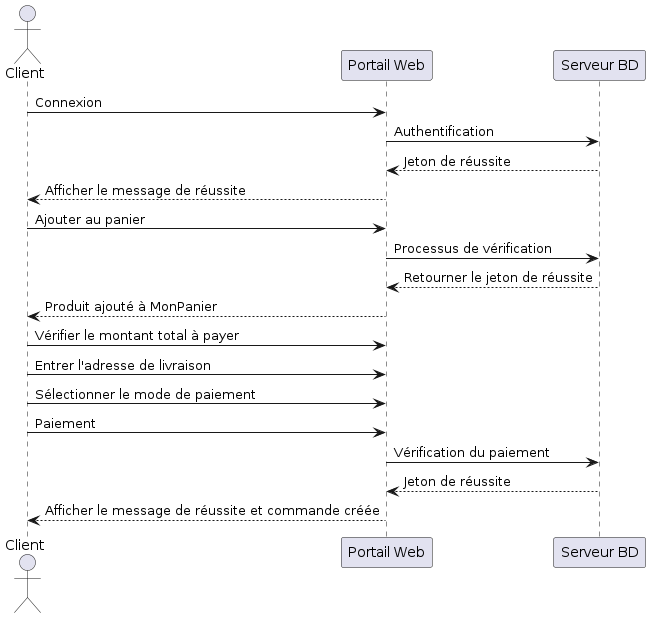 Client
Portail Web
Serveur BD
Connexion
Authentification
Jeton de réussite
Afficher le message de réussite
Ajouter au panier
Processus de vérification
Retourner le jeton de réussite
Produit ajouté à MonPanier
Vérifier le montant total à payer
Entrer l'adresse de livraison
Sélectionner le mode de paiement
Paiement
Vérification du paiement
Jeton de réussite
Afficher le message de réussite et commande créée
Client
Portail Web
Serveur BD